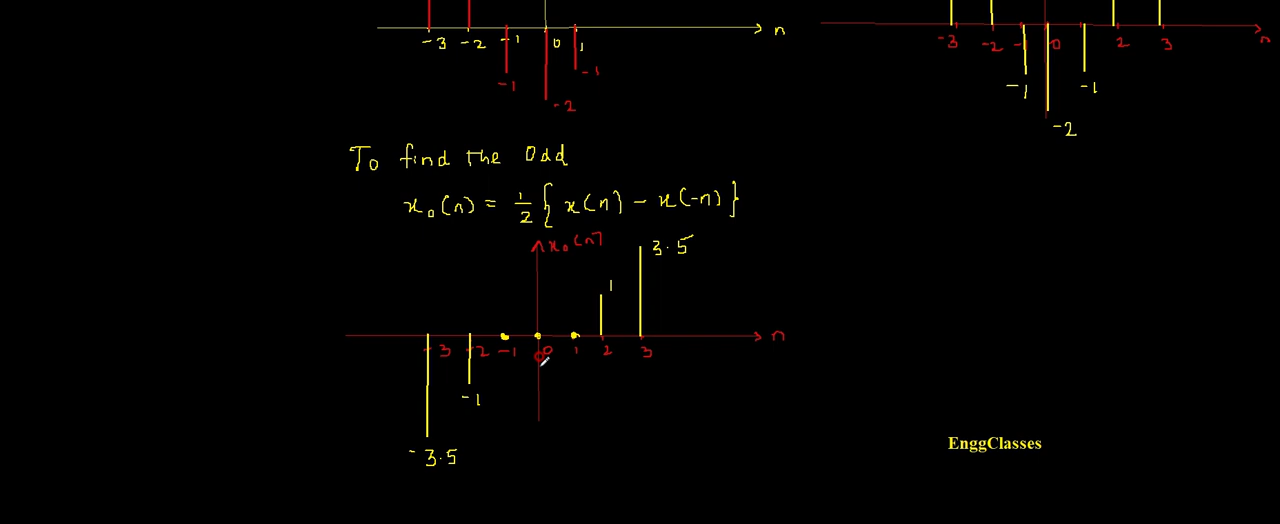 -3 -2 -1 0 1 n
-1 -2 -1
-3 -2 -1 0 2 3 n
-1 -2 -1
To find the Odd
x₀(n) = 1/2 { x(n) - x(-n) }
x₀(n)
3.5
1
-3 -2 -1 0 1 2 3 n
-1
-3.5
EnggClasses